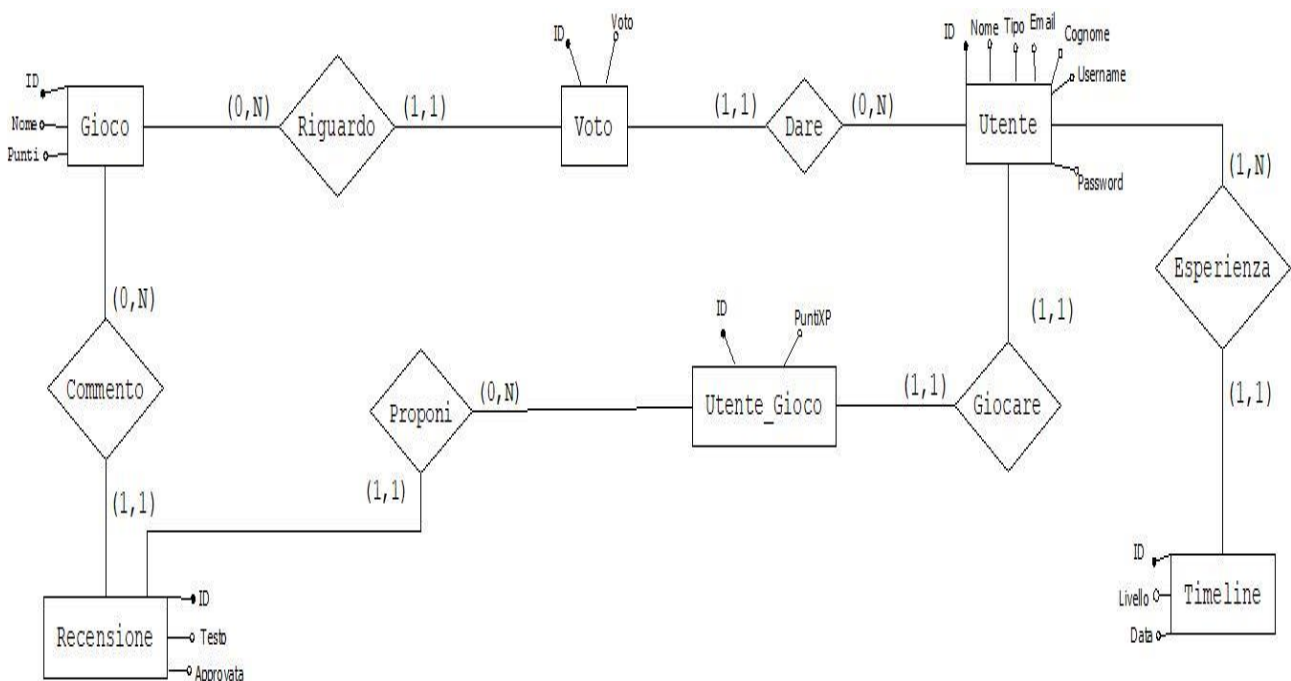 Voto
ID
ID
Nome
Tipo
Email
Cognome
Username
ID
(0,N)
(1,1)
(1,1)
(0,N)
Nome
Gioco
Riguardo
Voto
Dare
Utente
Punti
(1,N)
Password
Esperienza
(0,N)
ID
PuntiXP
(1,1)
Commento
(0,N)
(1,1)
(1,1)
Proponi
Utente_Gioco
Giocare
(1,1)
(1,1)
ID
ID
Livello
Timeline
Recensione
Testo
Data
Approvata